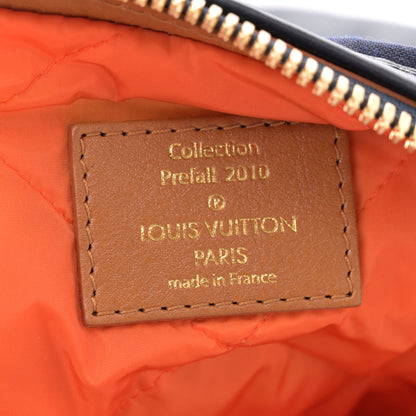 Collection
Prefall 2010
®
LOUIS VUITTON
PARIS
made in France